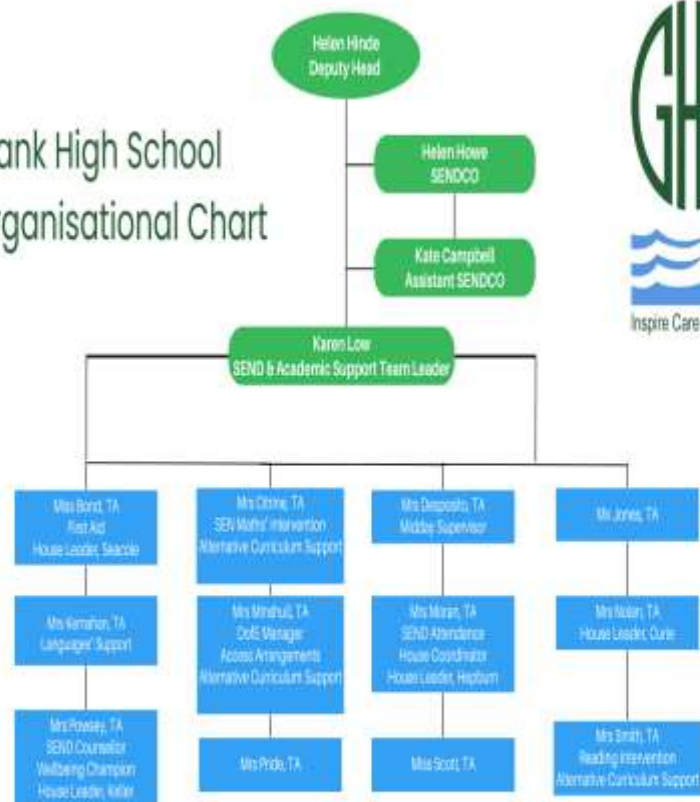 Helen Hinde
Deputy Head
ank High School
rganisational Chart
GH
Helen Howe
SENDCO
Kate Campbell
Assistant SENDCO
Inspire Care
Karen Low
SEND & Academic Support Team Leader
Miss Bond, TA
First Aid
House Leader, Seacole
Mrs Citrine, TA
SEN Maths' Intervention
Alternative Curriculum Support
Mrs Desposito, TA
Midday Supervisor
Ms Jones, TA
Mrs Kernahan, TA
Languages' Support
Mrs Minshull, TA
DofE Manager
Access Arrangements
Alternative Curriculum Support
Mrs Moran, TA
SEND Attendance
House Coordinator
House Leader, Hepburn
Mrs Nolan, TA
House Leader, Curie
Mrs Powsey, TA
SEND Counsellor
Wellbeing Champion
House Leader, Keller
Mrs Pride, TA
Miss Scott, TA
Mrs Smith, TA
Reading Intervention
Alternative Curriculum Support